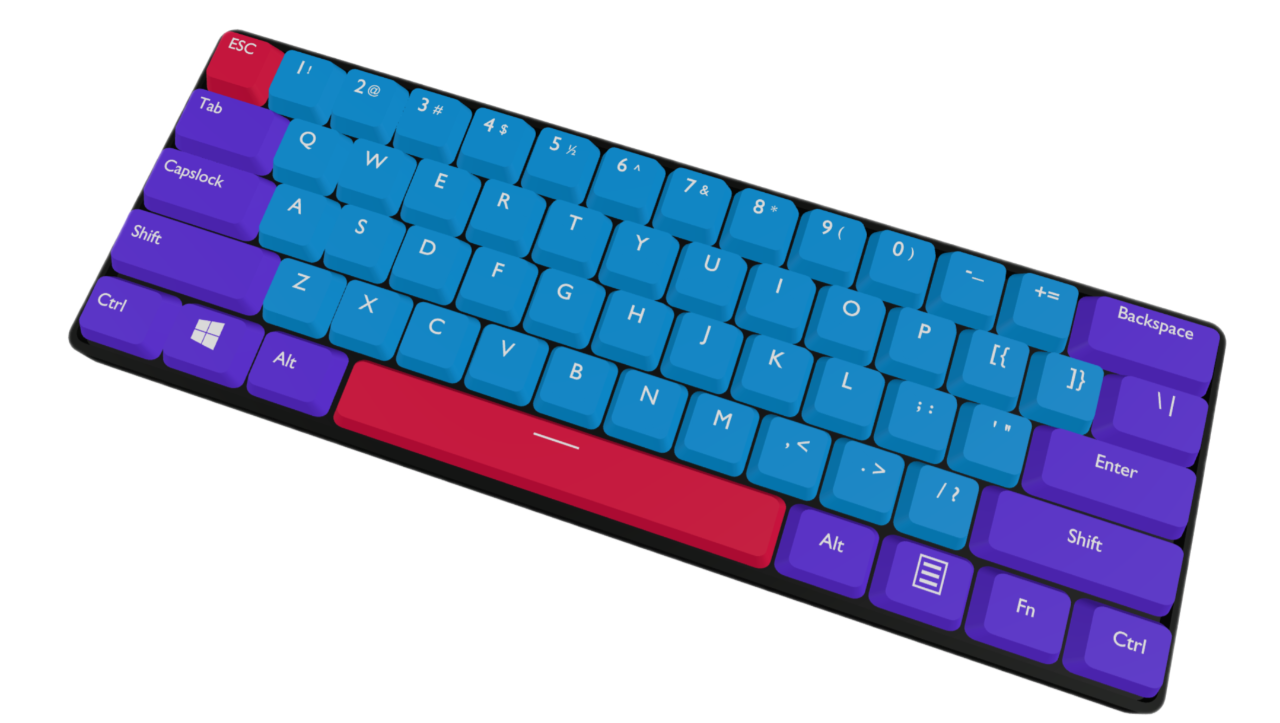 ESC 1! 2@ 3# 4$ 5½ 6^ 7& 8* 9( 0) -_ += Backspace
Tab Q W E R T Y U I O P [{ ]} \|
Capslock A S D F G H J K L ;: '" Enter
Shift Z X C V B N M ,< .> /? Shift
Ctrl Alt Alt Fn Ctrl